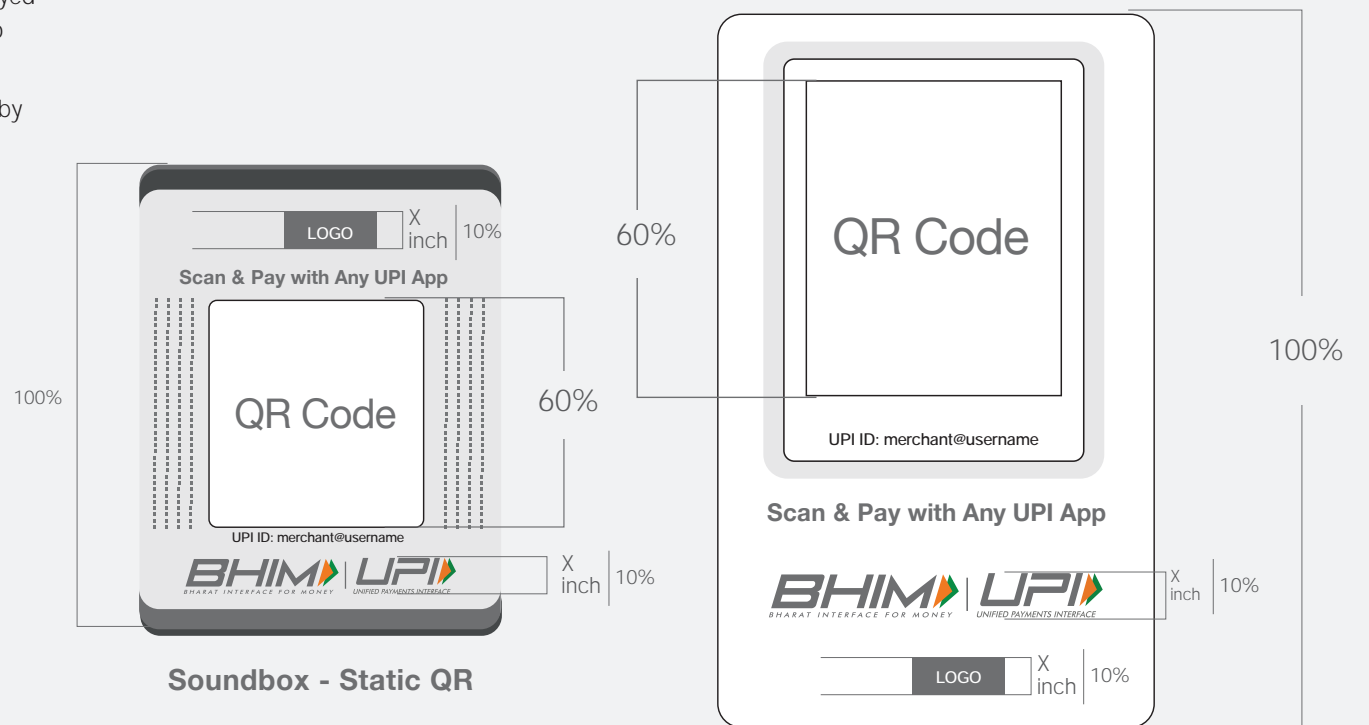 yed
by
LOGO
X
inch
10%
Scan & Pay with Any UPI App
100%
QR Code
60%
UPI ID: merchant@username
BHIM
BHARAT INTERFACE FOR MONEY
UPI
UNIFIED PAYMENTS INTERFACE
X
inch
10%
Soundbox - Static QR
60%
QR Code
100%
UPI ID: merchant@username
Scan & Pay with Any UPI App
BHIM
BHARAT INTERFACE FOR MONEY
UPI
UNIFIED PAYMENTS INTERFACE
X
inch
10%
LOGO
X
inch
10%